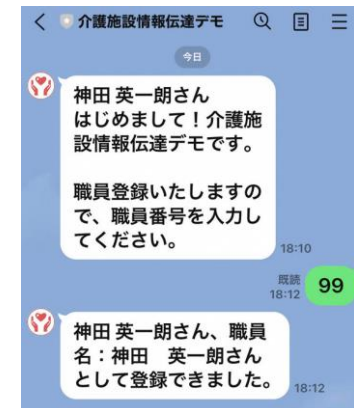 介護施設情報伝達デモ
今日
神田 英一朗さん
はじめまして！介護施
設情報伝達デモです。
職員登録いたしますの
で、職員番号を入力し
てください。
18:10
既読
18:12
99
神田 英一朗さん、職員
名：神田　英一朗さん
として登録できました。
18:12